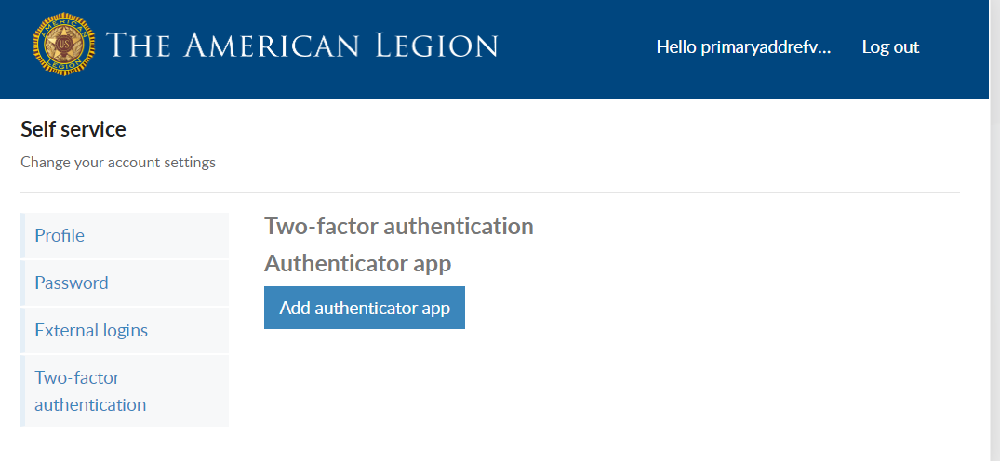 AMERICAN
US
LEGION
THE AMERICAN LEGION
Hello primaryaddrefv...
Log out
Self service
Change your account settings
Profile
Password
External logins
Two-factor
authentication
Two-factor authentication
Authenticator app
Add authenticator app